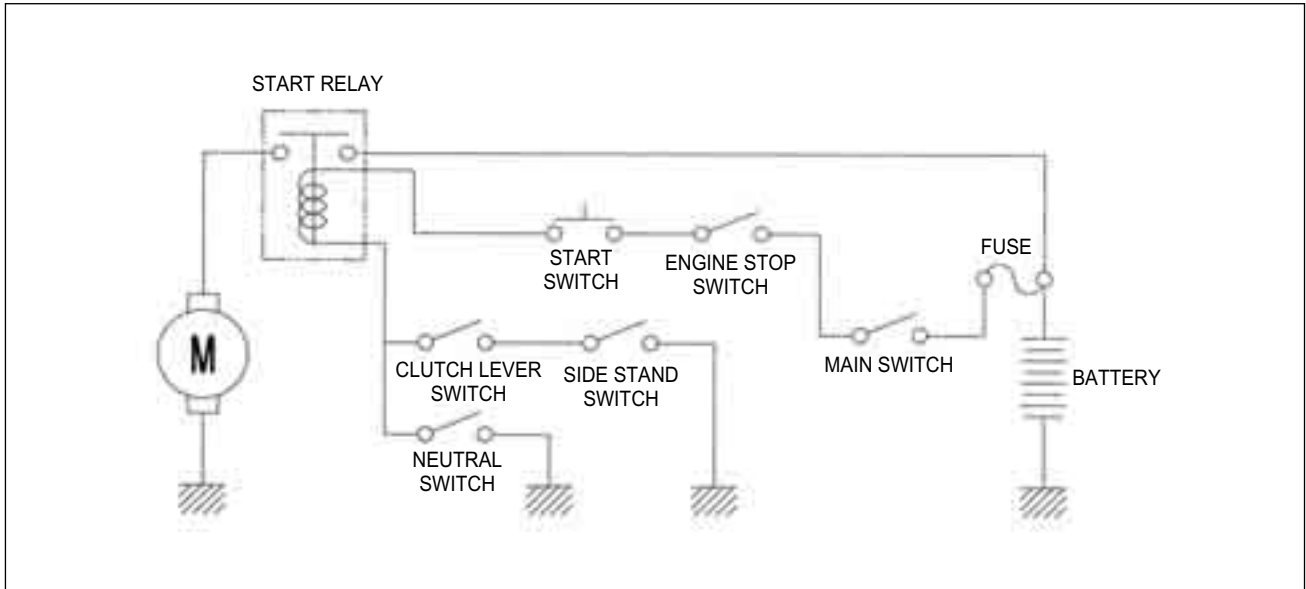 START RELAY
START
SWITCH
ENGINE STOP
SWITCH
FUSE
MAIN SWITCH
BATTERY
M
CLUTCH LEVER
SWITCH
SIDE STAND
SWITCH
NEUTRAL
SWITCH